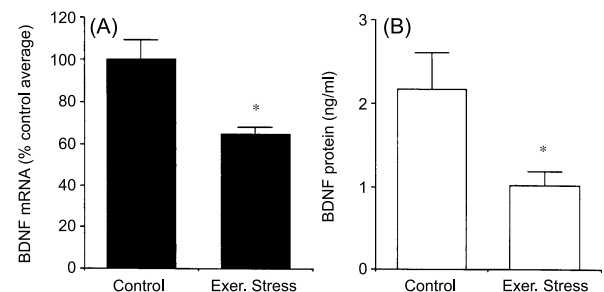 (A)
BDNF mRNA (% control average)
120
100
80
60
40
20
0
*
Control Exer. Stress
(B)
BDNF protein (ng/ml)
3
2
1
0
*
Control Exer. Stress